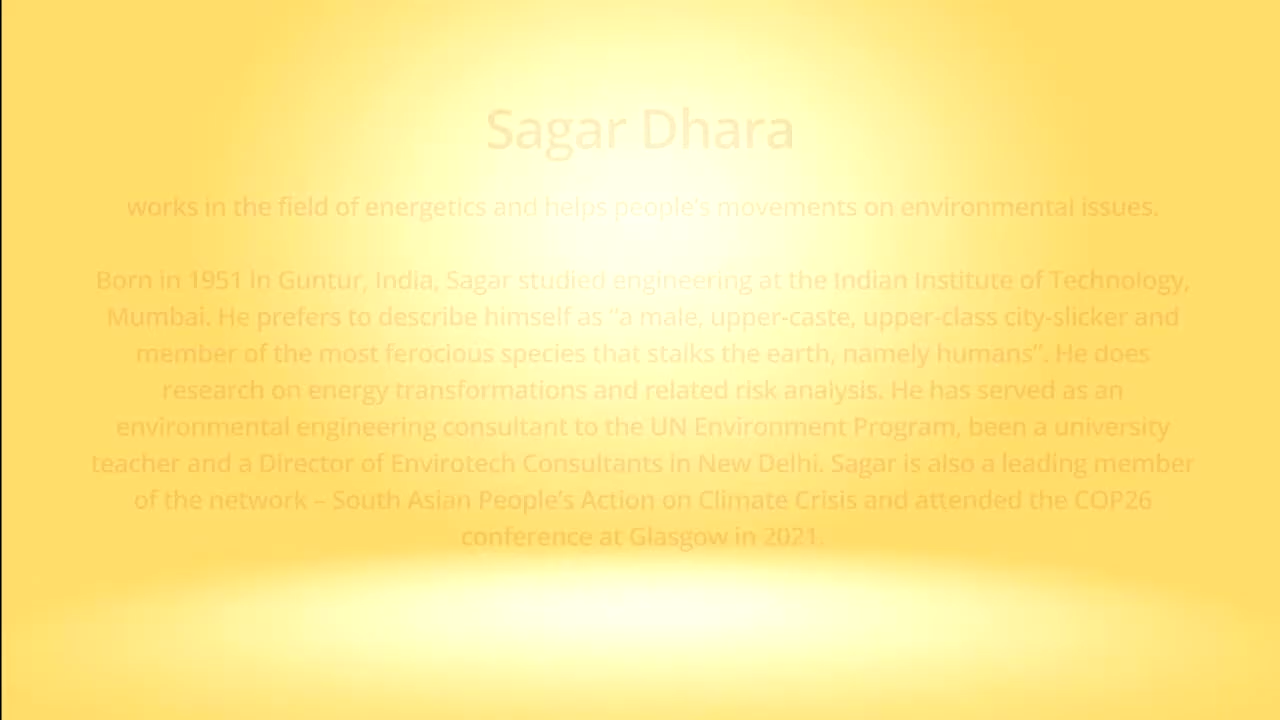 Sagar Dhara
works in the field of energetics and helps people's movements on environmental issues.
Born in 1951 in Guntur, India, Sagar studied engineering at the Indian Institute of Technology,
Mumbai. He prefers to describe himself as “a male, upper-caste, upper-class city-slicker and
member of the most ferocious species that stalks the earth, namely humans”. He does
research on energy transformations and related risk analysis. He has served as an
environmental engineering consultant to the UN Environment Program, been a university
teacher and a Director of Envirotech Consultants in New Delhi. Sagar is also a leading member
of the network – South Asian People’s Action on Climate Crisis and attended the COP26
conference at Glasgow in 2021.